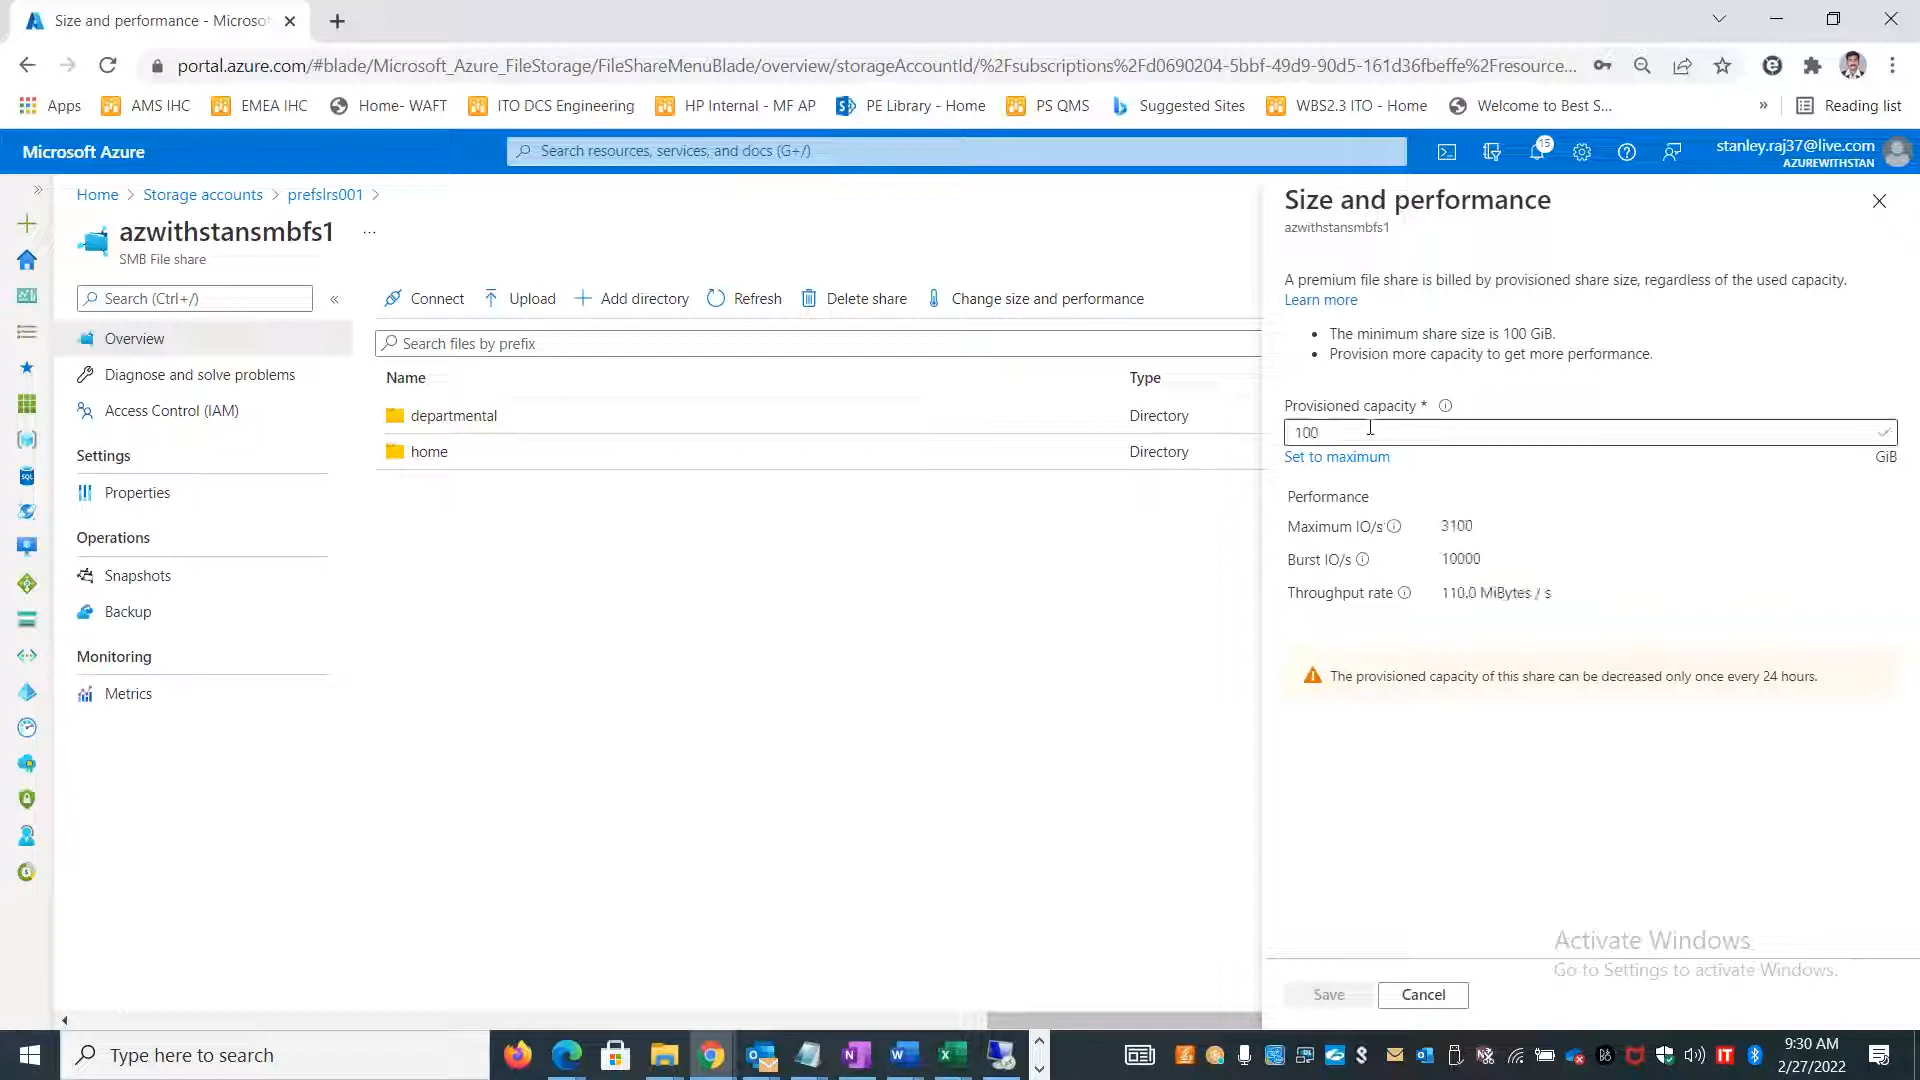 Size and performance - Microsof
portal.azure.com/#blade/Microsoft_Azure_FileStorage/FileShareMenuBlade/overview/storageAccountId/%2Fsubscriptions%2Fd0690204-5bbf-49d9-90d5-161d36fbeffe%2Fresource...
Apps AMS IHC EMEA IHC Home- WAFT ITO DCS Engineering HP Internal - MF AP PE Library - Home PS QMS Suggested Sites WBS2.3 ITO - Home Welcome to Best S... » Reading list
Microsoft Azure
Search resources, services, and docs (G+/)
15
stanley.raj37@live.com
AZUREWITHSTAN
Home > Storage accounts > prefslrs001 >
azwithstansmbfs1 ...
SMB File share
Search (Ctrl+/)
Overview
Diagnose and solve problems
Access Control (IAM)
Settings
Properties
Operations
Snapshots
Backup
Monitoring
Metrics
Connect Upload Add directory Refresh Delete share Change size and performance
Search files by prefix
Name Type
departmental Directory
home Directory
Size and performance
azwithstansmbfs1
A premium file share is billed by provisioned share size, regardless of the used capacity.
Learn more
• The minimum share size is 100 GiB.
• Provision more capacity to get more performance.
Provisioned capacity *
100
Set to maximum GiB
Performance
Maximum IO/s 3100
Burst IO/s 10000
Throughput rate 110.0 MiBytes / s
The provisioned capacity of this share can be decreased only once every 24 hours.
Activate Windows
Go to Settings to activate Windows.
Save Cancel
Type here to search
9:30 AM
2/27/2022